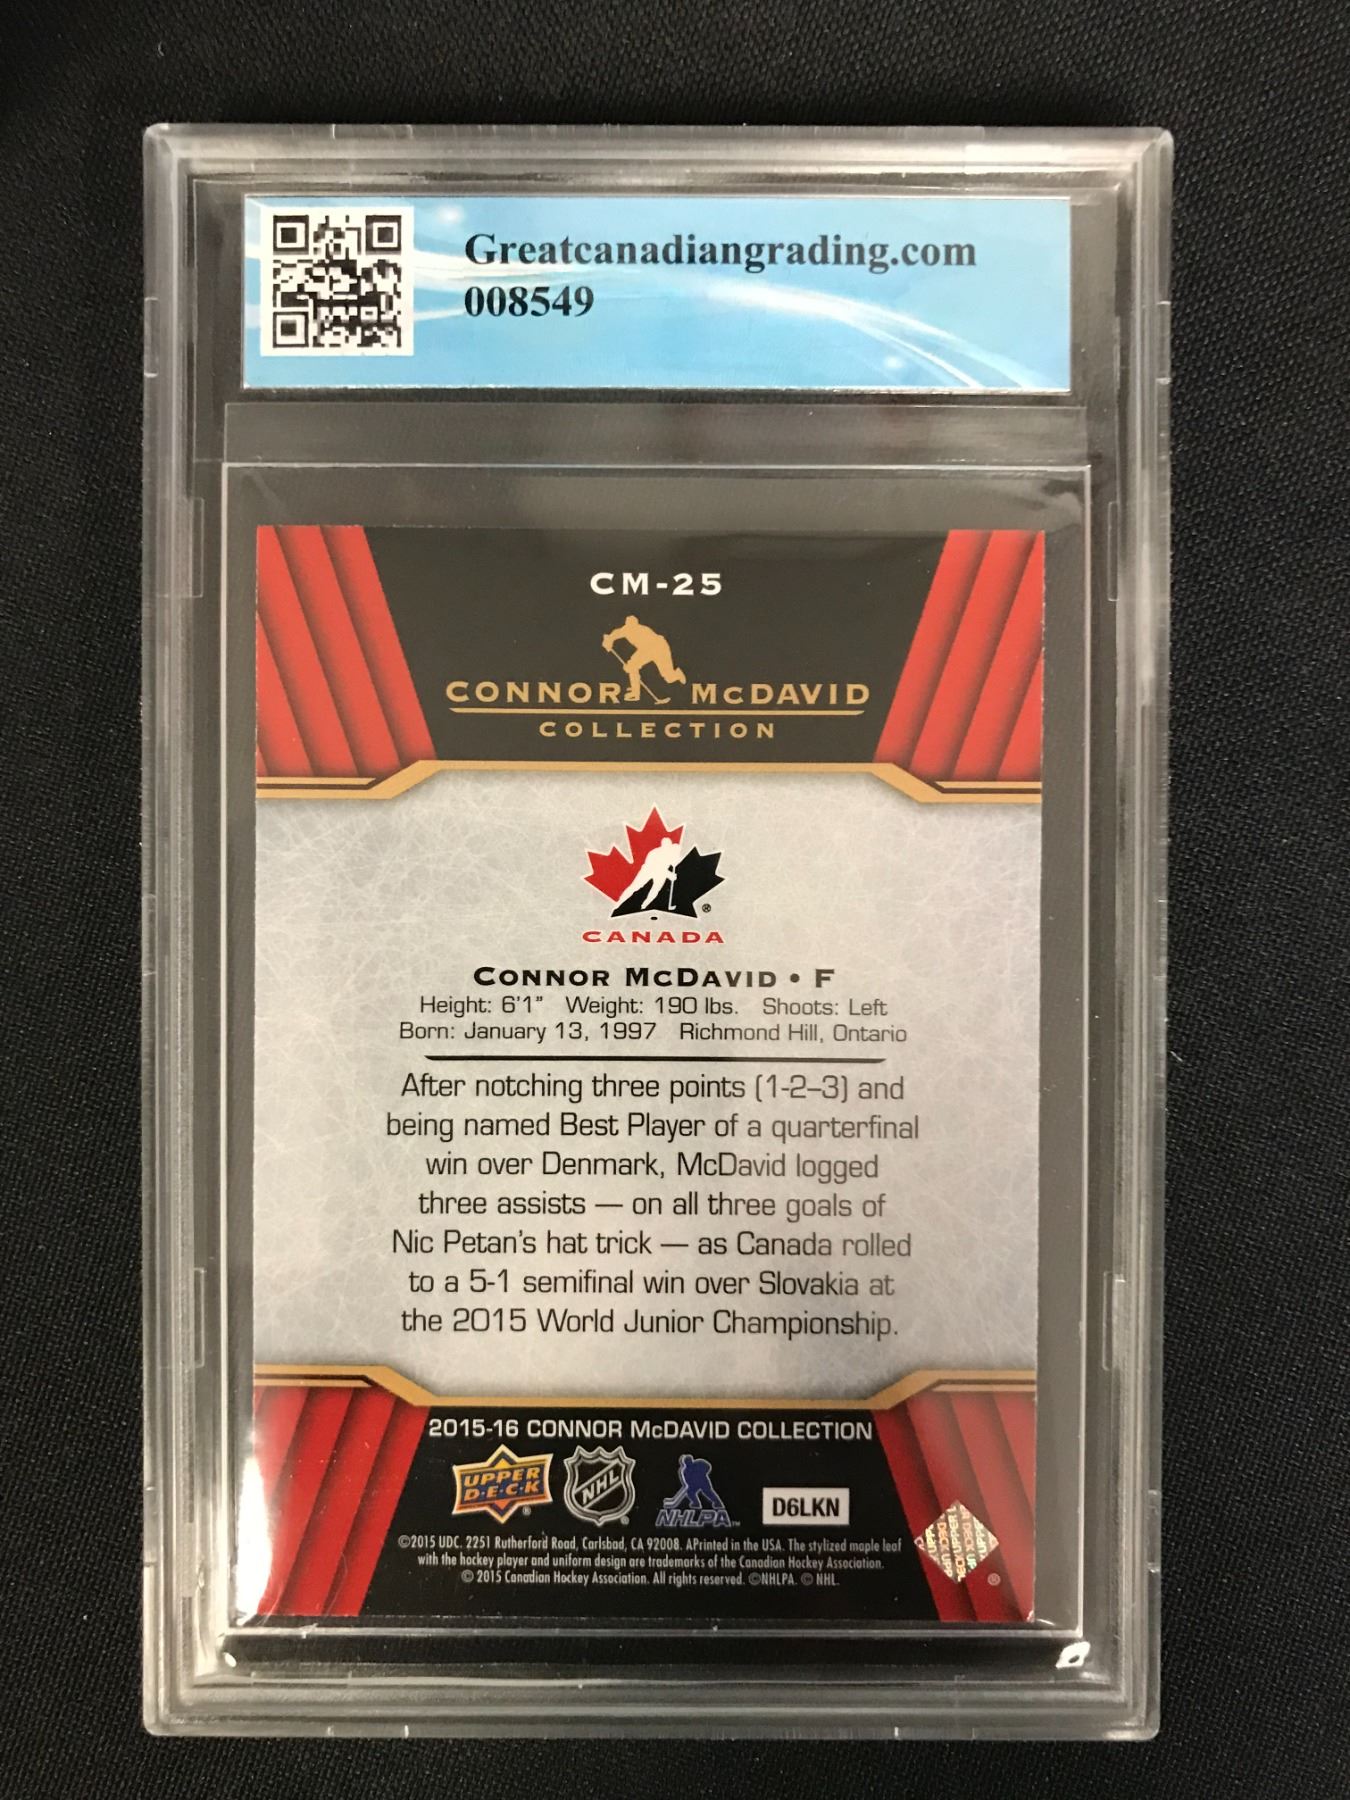 Greatcanadiangrading.com
008549
CM-25
CONNOR McDAVID
COLLECTION
CANADA
CONNOR McDAVID • F
Height: 6'1" Weight: 190 lbs. Shoots: Left
Born: January 13, 1997 Richmond Hill, Ontario
After notching three points (1-2–3) and
being named Best Player of a quarterfinal
win over Denmark, McDavid logged
three assists — on all three goals of
Nic Petan's hat trick — as Canada rolled
to a 5-1 semifinal win over Slovakia at
the 2015 World Junior Championship.
2015-16 CONNOR McDAVID COLLECTION
UPPER
D·E·C·K
NHL
NHLPA
D6LKN
©2015 UDC. 2251 Rutherford Road, Carlsbad, CA 92008. APrinted in the USA. The stylized maple leaf
with the hockey player and uniform design are trademarks of the Canadian Hockey Association.
© 2015 Canadian Hockey Association. All rights reserved. ©NHLPA. © NHL.